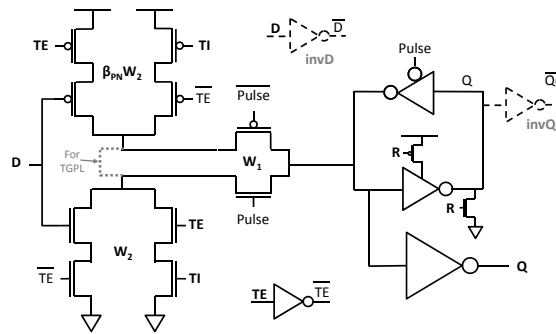 TE
TI
β_PN W_2
T̅E̅
D
For
TGPL
P̅u̅l̅s̅e̅
W_1
Pulse
W_2
TE
T̅E̅
TI
D
D̅
invD
TE
T̅E̅
Pulse
Q
Q̅
invQ
R
R
Q